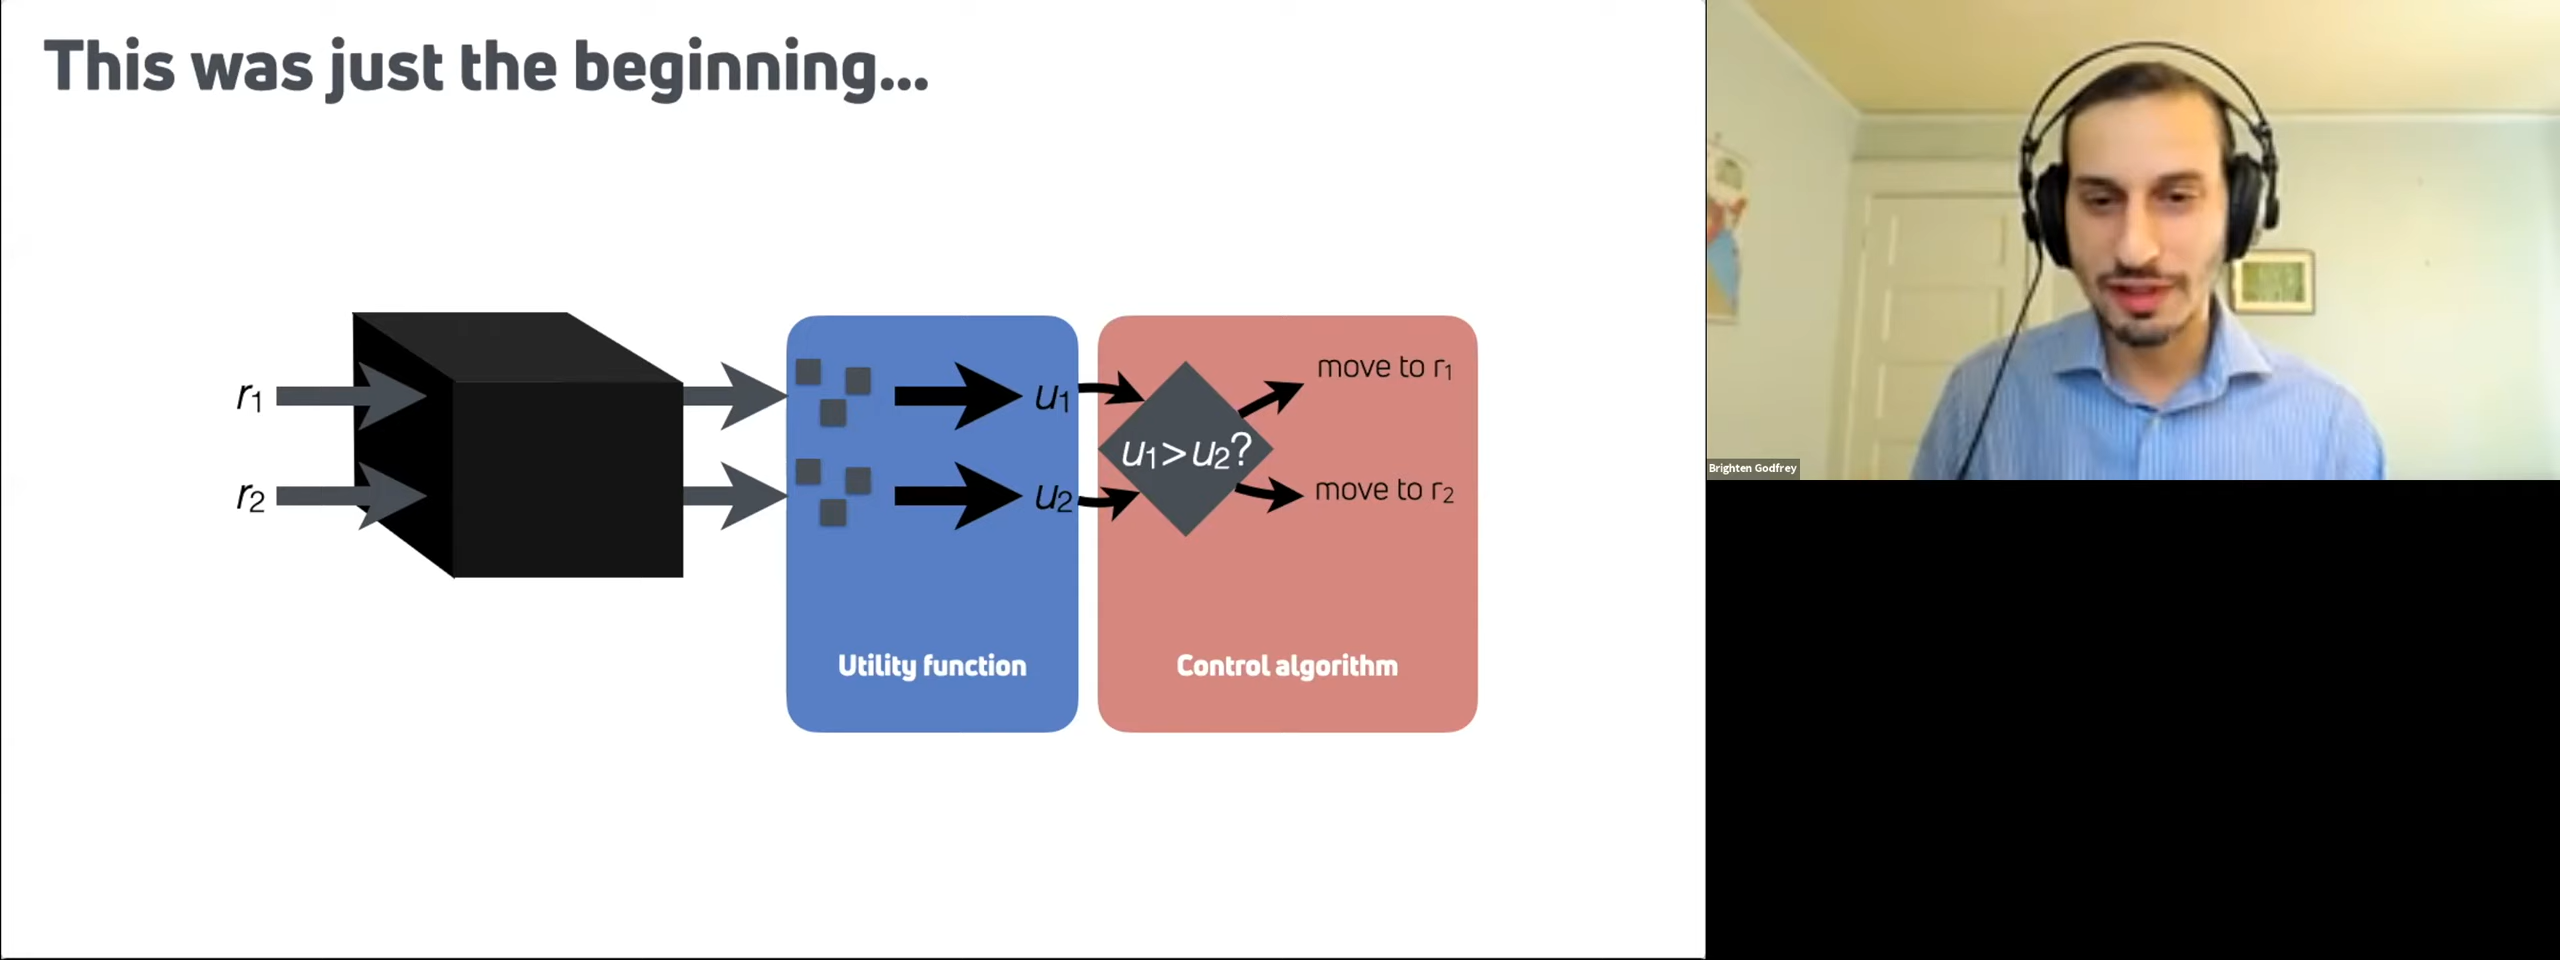 This was just the beginning...
r1
r2
u1
u2
u1>u2?
move to r1
move to r2
Utility function
Control algorithm
Brighten Godfrey